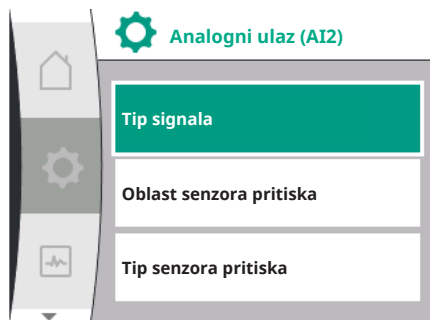 Analogni ulaz (AI2)
Tip signala
Oblast senzora pritiska
Tip senzora pritiska